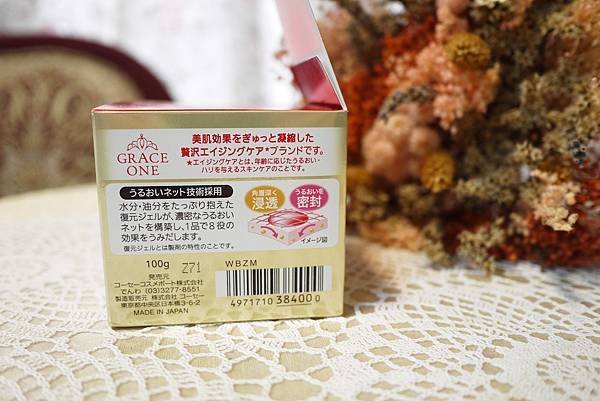 GRACE
ONE
美肌効果をぎゅっと凝縮した
贅沢エイジングケア*ブランドです。
★エイジングケアとは、年齢に応じたうるおい・
ハリを与えるスキンケアのことです。
うるおいネット技術採用
水分・油分をたっぷり抱えた
復元ジェルが、濃密なうるおい
ネットを構築し、1品で8役の
効果をうみだします。
復元ジェルとは製剤の特性のことです。
角層深く
浸透
うるおいを
密封
イメージ図
100g
Z71
WBZM
発売元
コーセーコスメポート株式会社
でんわ (03)3277-8551
製造販売元 株式会社 コーセー
東京都中央区日本橋3-6-2
MADE IN JAPAN
4971710 384000